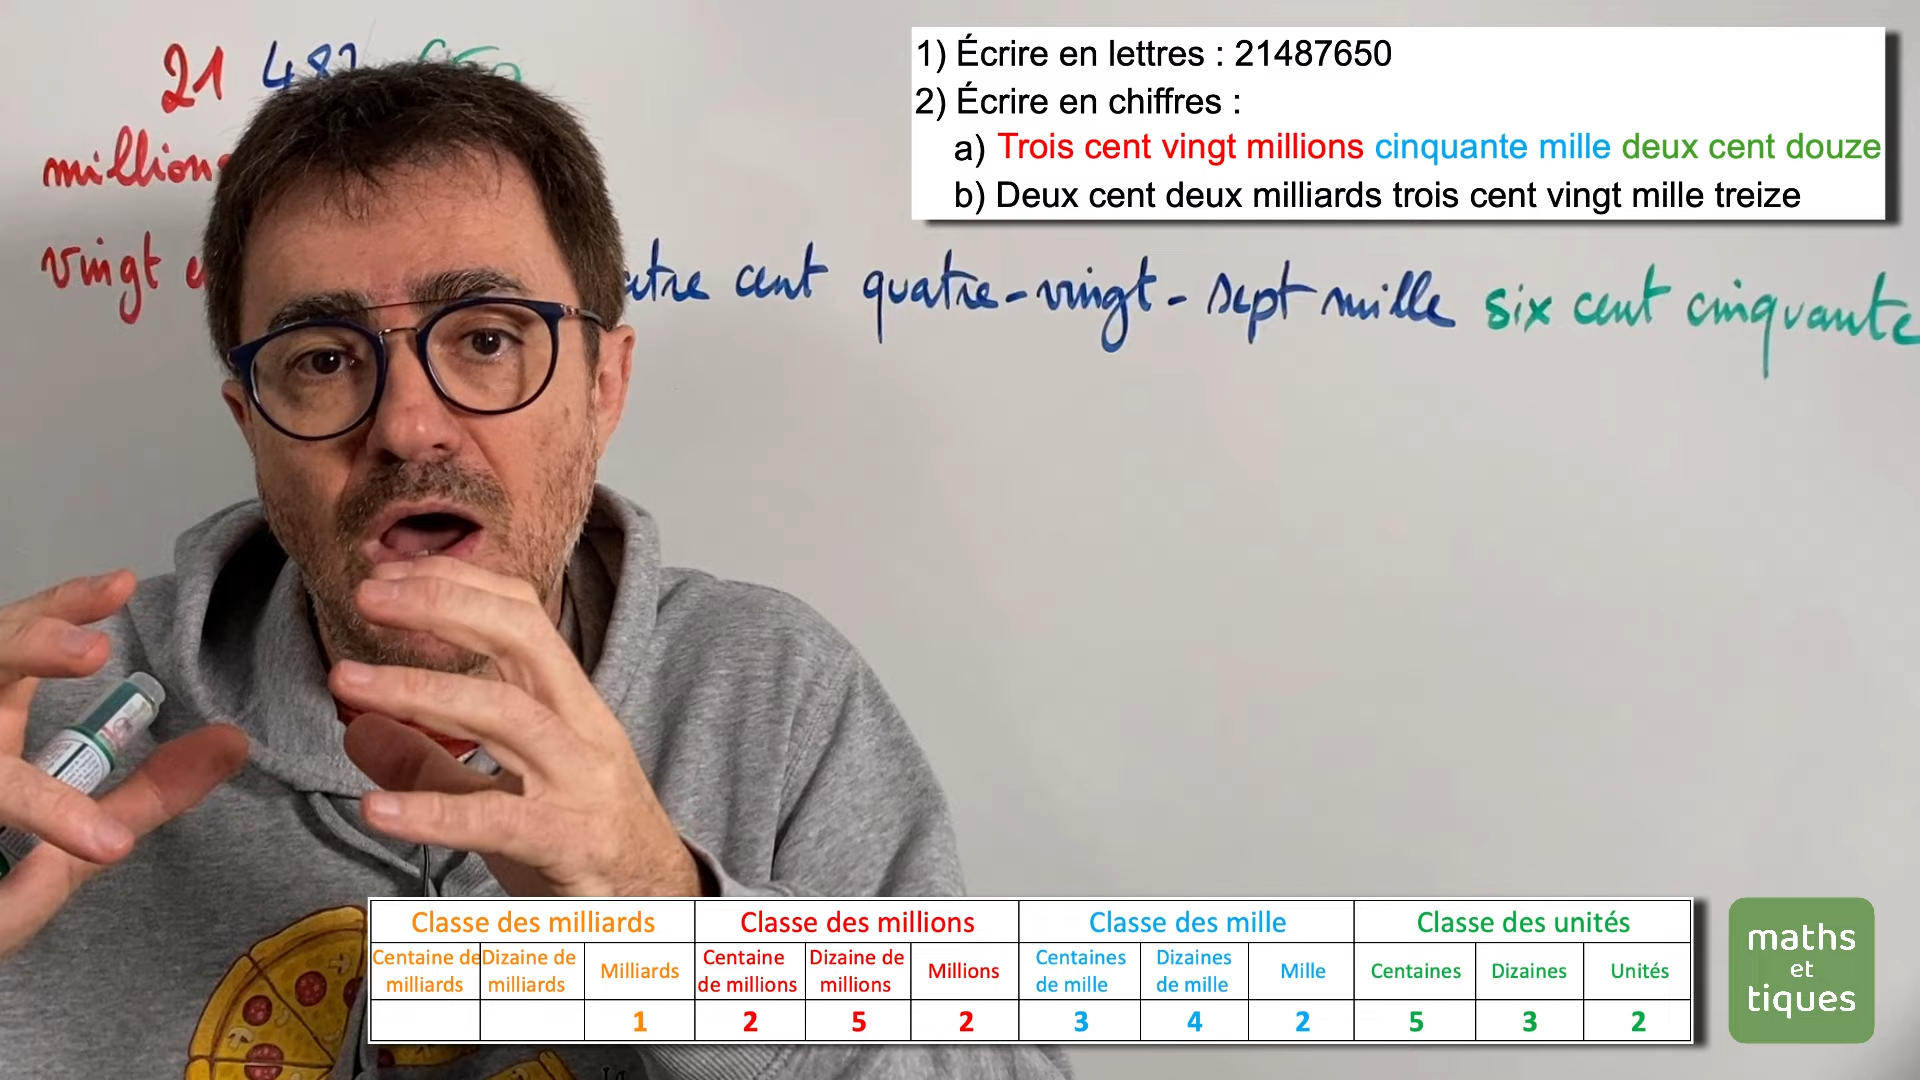 21 487 650
1) Écrire en lettres : 21487650
2) Écrire en chiffres :
a) Trois cent vingt millions cinquante mille deux cent douze
b) Deux cent deux milliards trois cent vingt mille treize
millions
vingt cent quatre-vingt-sept mille six cent cinquante
Classe des milliards Classe des millions Classe des mille Classe des unités
Centaine de milliards Dizaine de milliards Milliards Centaine de millions Dizaine de millions Millions Centaines de mille Dizaines de mille Mille Centaines Dizaines Unités
1 2 5 2 3 4 2 5 3 2
maths
et
tiques